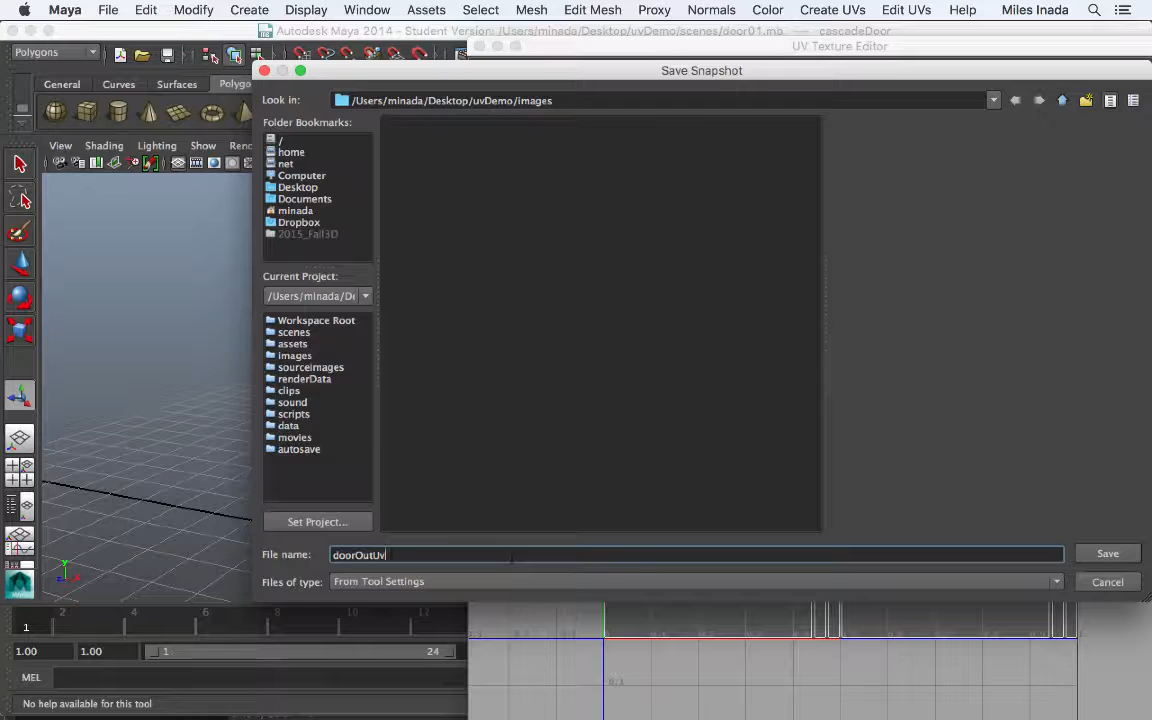 Maya File Edit Modify Create Display Window Assets Select Mesh Edit Mesh Proxy Normals Color Create UVs Edit UVs Help Miles Inada
Autodesk Maya 2014 - Student Version: /Users/minada/Desktop/uvDemo/scenes/door01.mb --- cascadeDoor
Polygons
UV Texture Editor
Save Snapshot
General Curves Surfaces Polygo
Look in: /Users/minada/Desktop/uvDemo/images
Folder Bookmarks:
/
home
net
Computer
Desktop
Documents
minada
Dropbox
2015_Fall3D
View Shading Lighting Show Ren
Current Project:
/Users/minada/De
Workspace Root
scenes
assets
images
sourceimages
renderData
clips
sound
scripts
data
movies
autosave
Set Project...
File name: doorOutUv Save
Files of type: From Tool Settings Cancel
y
x
2 4 6 8 10 12
1
1.00 1.00 1 24
0.1
MEL
No help available for this tool